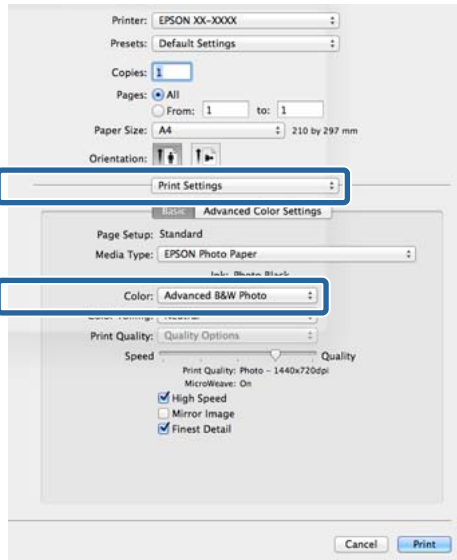 Printer: EPSON XX-XXXX
Presets: Default Settings
Copies: 1
Pages: All
From: 1 to: 1
Paper Size: A4 210 by 297 mm
Orientation:
Print Settings
Basic Advanced Color Settings
Page Setup: Standard
Media Type: EPSON Photo Paper
Ink: Photo Black
Color: Advanced B&W Photo
Color Toning: Neutral
Print Quality: Quality Options
Speed Quality
Print Quality: Photo - 1440x720dpi
MicroWeave: On
High Speed
Mirror Image
Finest Detail
Cancel Print